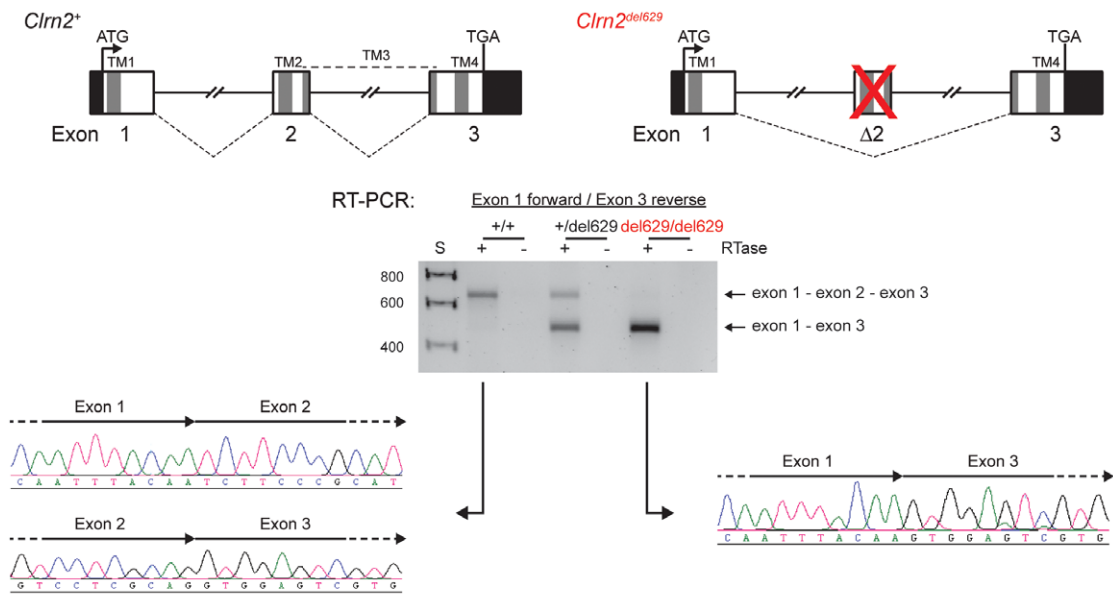 Clrn2+
Clrn2del629
ATG
TGA
TM1
TM2
TM3
TM4
Exon 1 2 3
ATG
TGA
TM1
TM4
Exon 1 Δ2 3
RT-PCR: Exon 1 forward / Exon 3 reverse
+/+ +/del629 del629/del629
S + - + - + - RTase
800
600
400
exon 1 - exon 2 - exon 3
exon 1 - exon 3
Exon 1 Exon 2
C A A T T T A C A A T C T T C C C G C A T
Exon 2 Exon 3
G T C C T C G C A G G T G G A G T C G T G
Exon 1 Exon 3
C A A T T T A C A A G T G G A G T C G T G